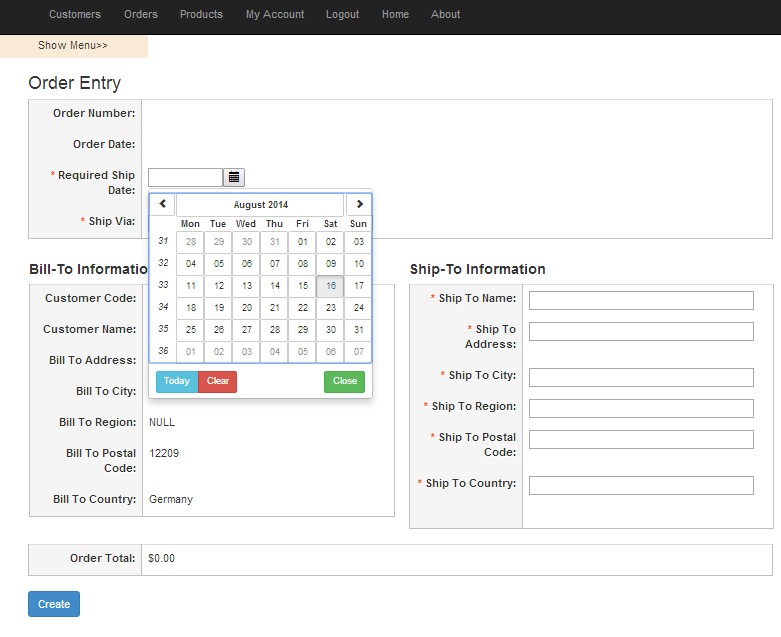 Customers Orders Products My Account Logout Home About
Show Menu>>
Order Entry
Order Number:
Order Date:
* Required Ship
Date:
* Ship Via:
August 2014
Mon Tue Wed Thu Fri Sat Sun
31 28 29 30 31 01 02 03
32 04 05 06 07 08 09 10
33 11 12 13 14 15 16 17
34 18 19 20 21 22 23 24
35 25 26 27 28 29 30 31
36 01 02 03 04 05 06 07
Today Clear Close
Bill-To Informatio
Customer Code:
Customer Name:
Bill To Address:
Bill To City:
Bill To Region: NULL
Bill To Postal
Code: 12209
Bill To Country: Germany
Ship-To Information
* Ship To Name:
* Ship To
Address:
* Ship To City:
* Ship To Region:
* Ship To Postal
Code:
* Ship To Country:
Order Total: $0.00
Create